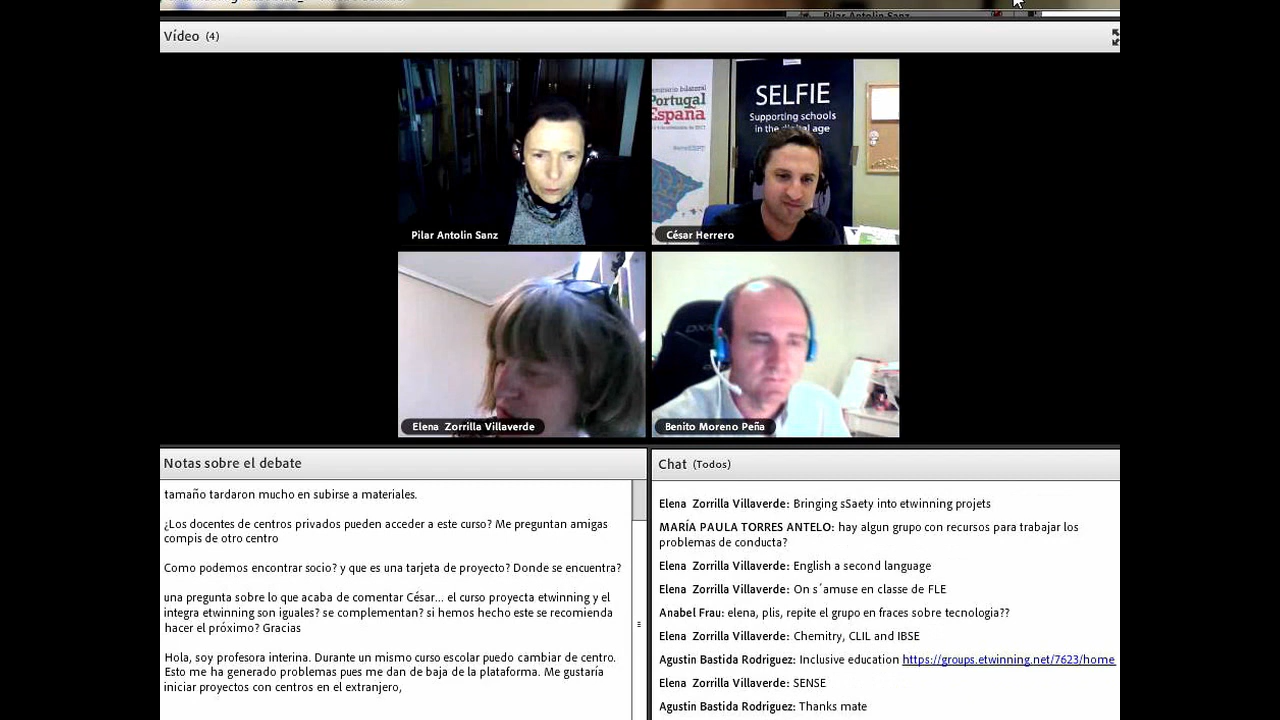 Pilar Antolin Sanz
Vídeo (4)
Portugal
España
SELFIE
Supporting schools
in the digital age
Pilar Antolin Sanz
César Herrero
Elena Zorrilla Villaverde
Benito Moreno Peña
Notas sobre el debate
tamaño tardaron mucho en subirse a materiales.
¿Los docentes de centros privados pueden acceder a este curso? Me preguntan amigas
compis de otro centro
Como podemos encontrar socio? y que es una tarjeta de proyecto? Donde se encuentra?
una pregunta sobre lo que acaba de comentar César... el curso proyecta etwinning y el
integra etwinning son iguales? se complementan? si hemos hecho este se recomienda
hacer el próximo? Gracias
Hola, soy profesora interina. Durante un mismo curso escolar puedo cambiar de centro.
Esto me ha generado problemas pues me dan de baja de la plataforma. Me gustaría
iniciar proyectos con centros en el extranjero,
Chat (Todos)
Elena Zorrilla Villaverde: Bringing sSaety into etwinning projets
MARÍA PAULA TORRES ANTELO: hay algun grupo con recursos para trabajar los
problemas de conducta?
Elena Zorrilla Villaverde: English a second language
Elena Zorrilla Villaverde: On s´amuse en classe de FLE
Anabel Frau: elena, plis, repite el grupo en fraces sobre tecnologia??
Elena Zorrilla Villaverde: Chemitry, CLIL and IBSE
Agustin Bastida Rodriguez: Inclusive education https://groups.etwinning.net/7623/home
Elena Zorrilla Villaverde: SENSE
Agustin Bastida Rodriguez: Thanks mate